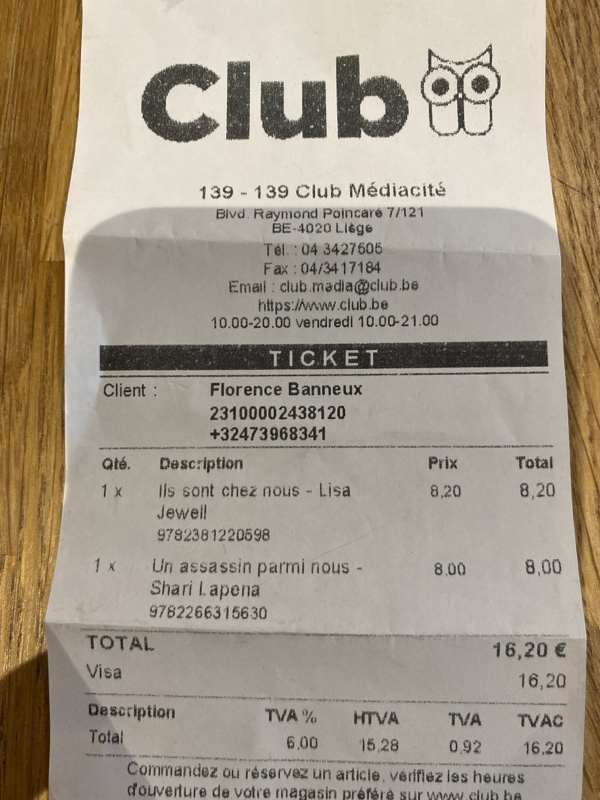 Club
139 - 139 Club Médiacité
Blvd. Raymond Poincaré 7/121
BE-4020 Liège
Tél. : 04 3427605
Fax : 04/3417184
Email : club.media@club.be
https://www.club.be
10.00-20.00 vendredi 10.00-21.00
TICKET
Client : Florence Banneux
23100002438120
+32473968341
Qté. Description Prix Total
1 x Ils sont chez nous - Lisa 8,20 8,20
Jewell
9782381220598
1 x Un assassin parmi nous - 8,00 8,00
Shari Lapena
9782266315630
TOTAL 16,20 €
Visa 16,20
Description TVA % HTVA TVA TVAC
Total 6,00 15,28 0,92 16,20
Commandez ou réservez un article, vérifiez les heures
d'ouverture de votre magasin préféré sur www.club.be